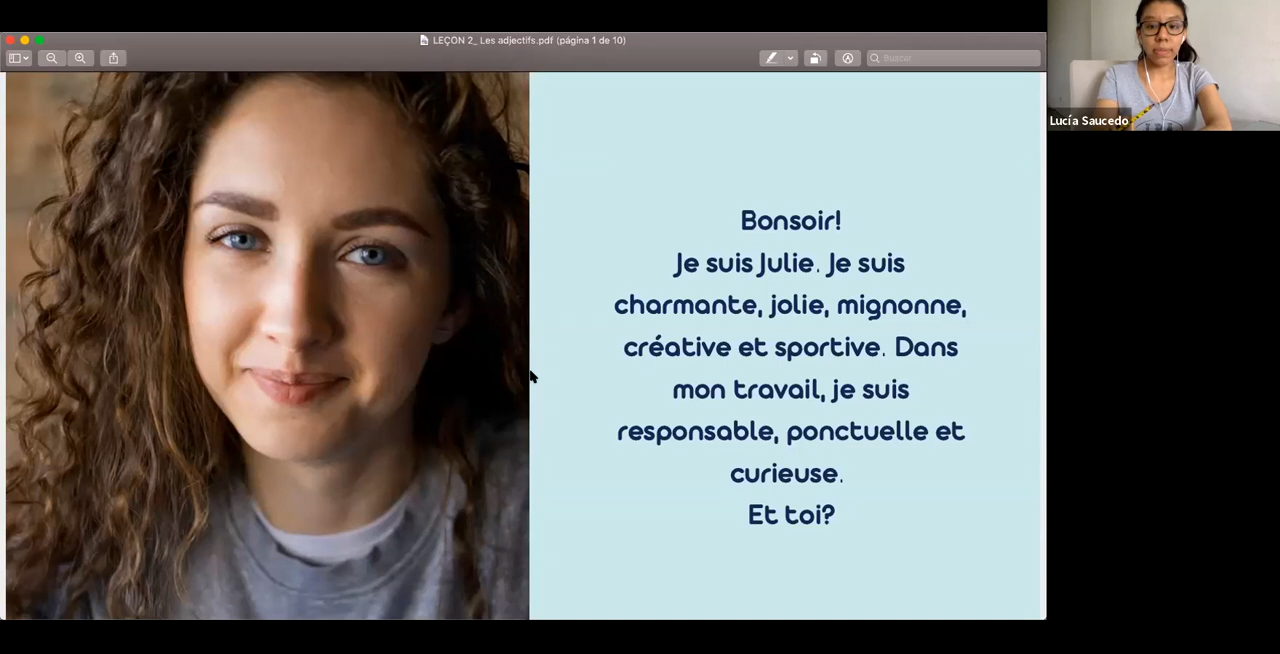 LEÇON 2_ Les adjectifs.pdf (página 1 de 10)
Buscar
Lucía Saucedo
Bonsoir!
Je suis Julie. Je suis
charmante, jolie, mignonne,
créative et sportive. Dans
mon travail, je suis
responsable, ponctuelle et
curieuse.
Et toi?